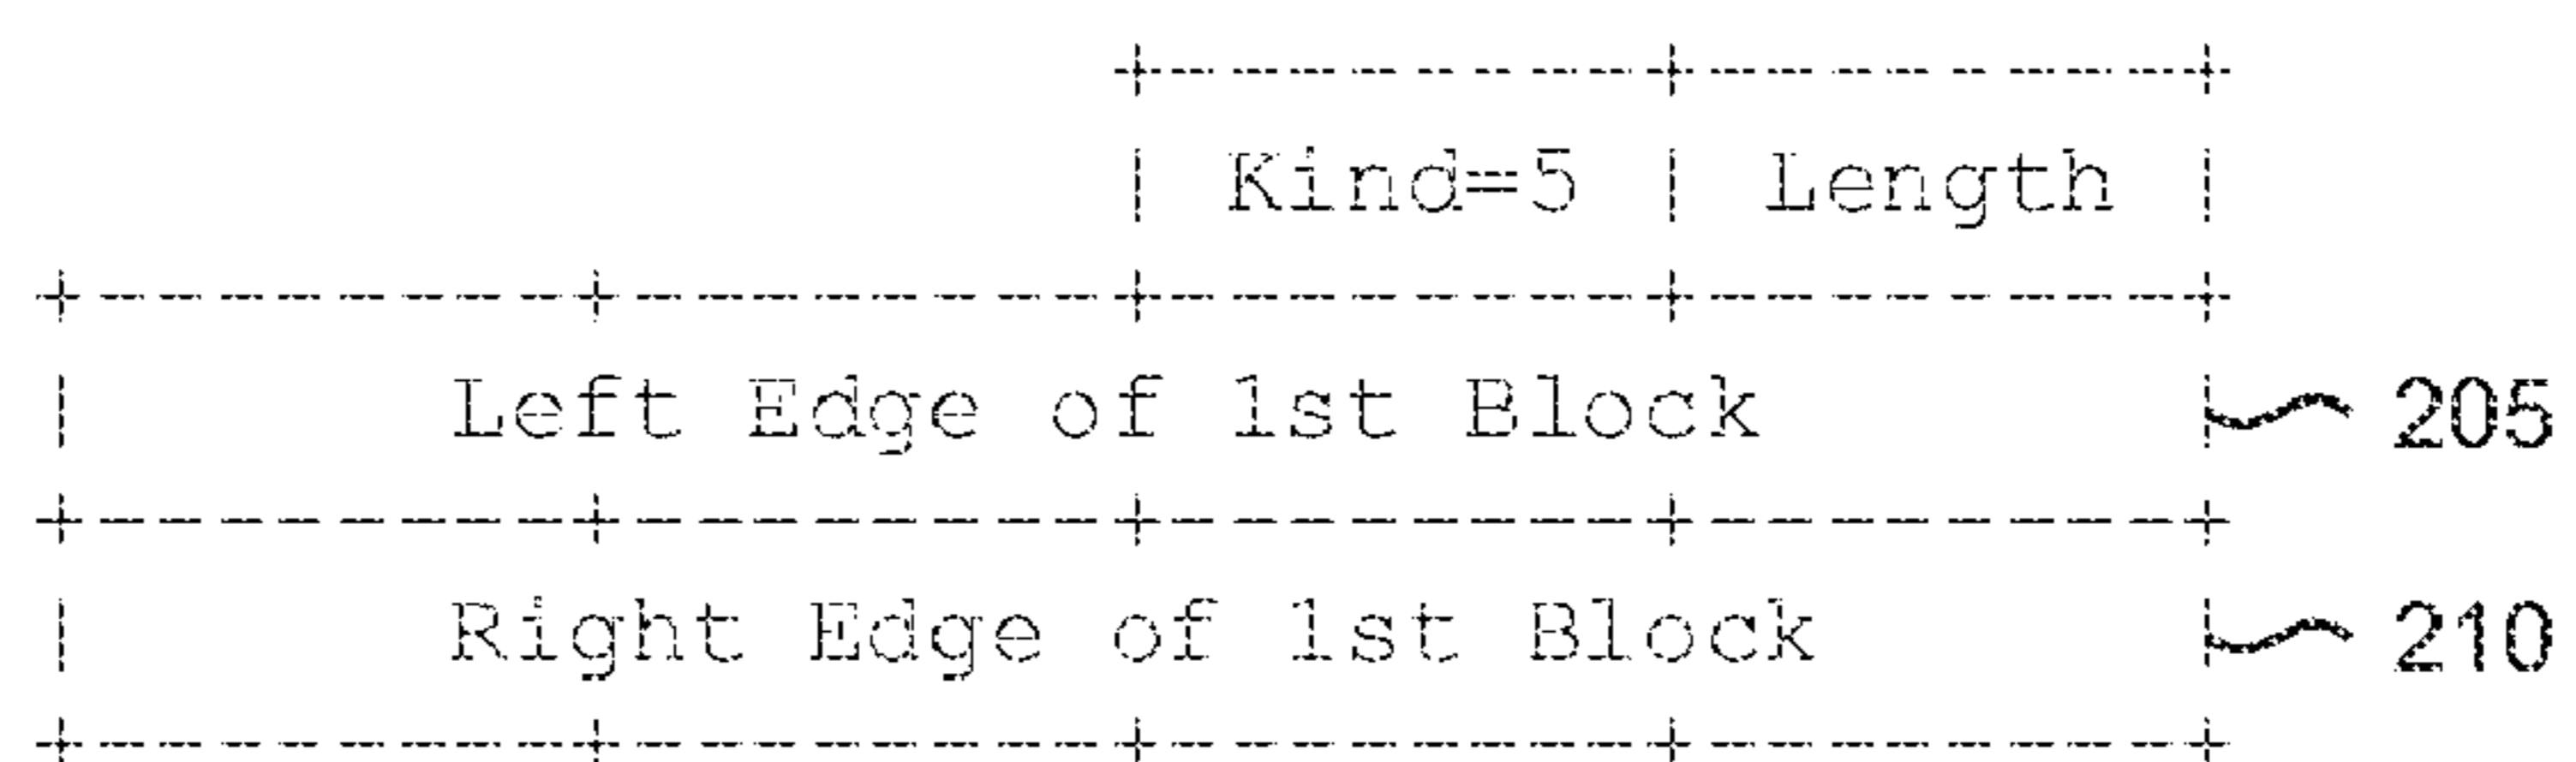 Kind=5 | Length
Left Edge of 1st Block 205
Right Edge of 1st Block 210